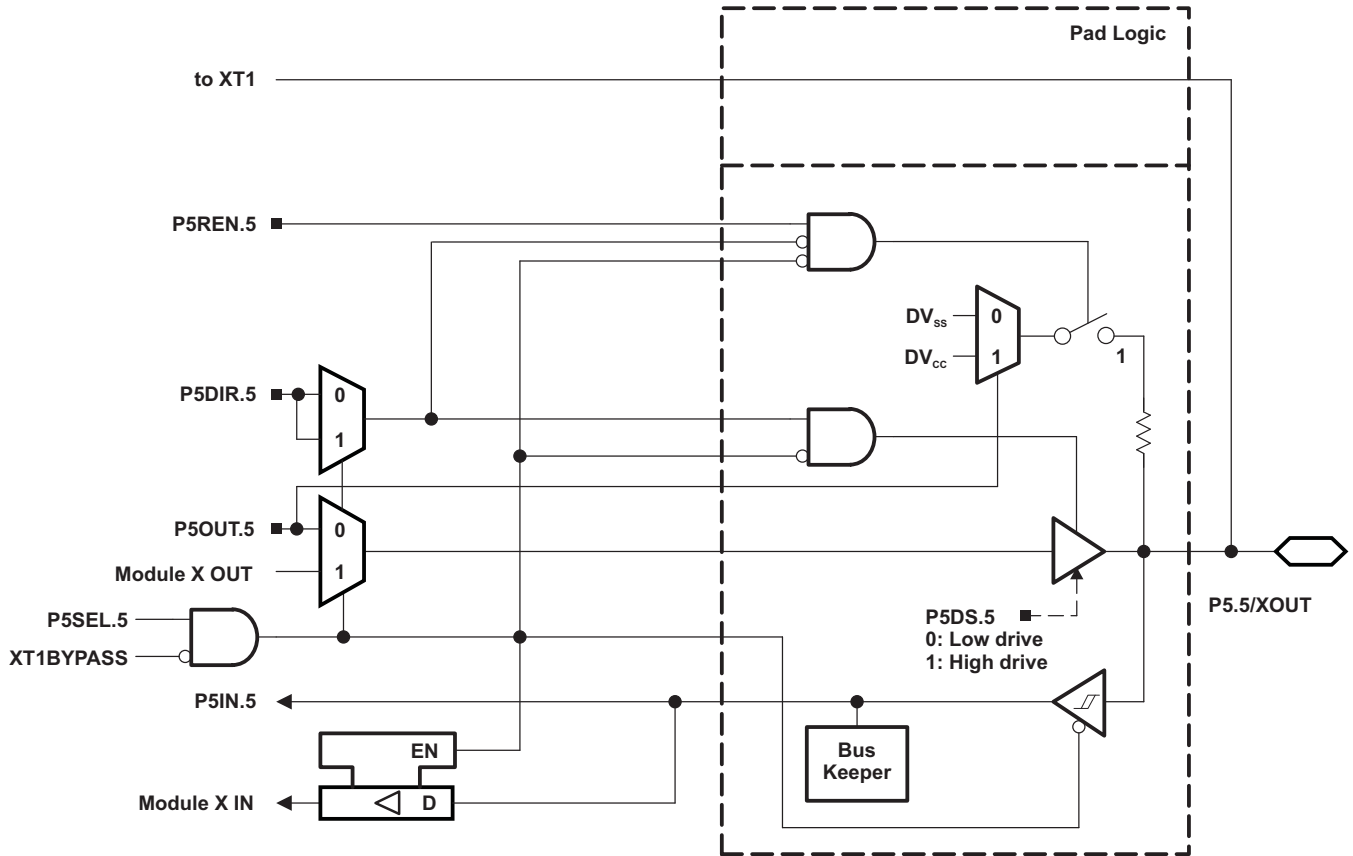 Pad Logic
to XT1
P5REN.5
DVss
0
DVcc
1
1
P5DIR.5
0
1
P5OUT.5
0
Module X OUT
1
P5SEL.5
XT1BYPASS
P5DS.5
0: Low drive
1: High drive
P5.5/XOUT
P5IN.5
EN
Bus
Keeper
Module X IN
D